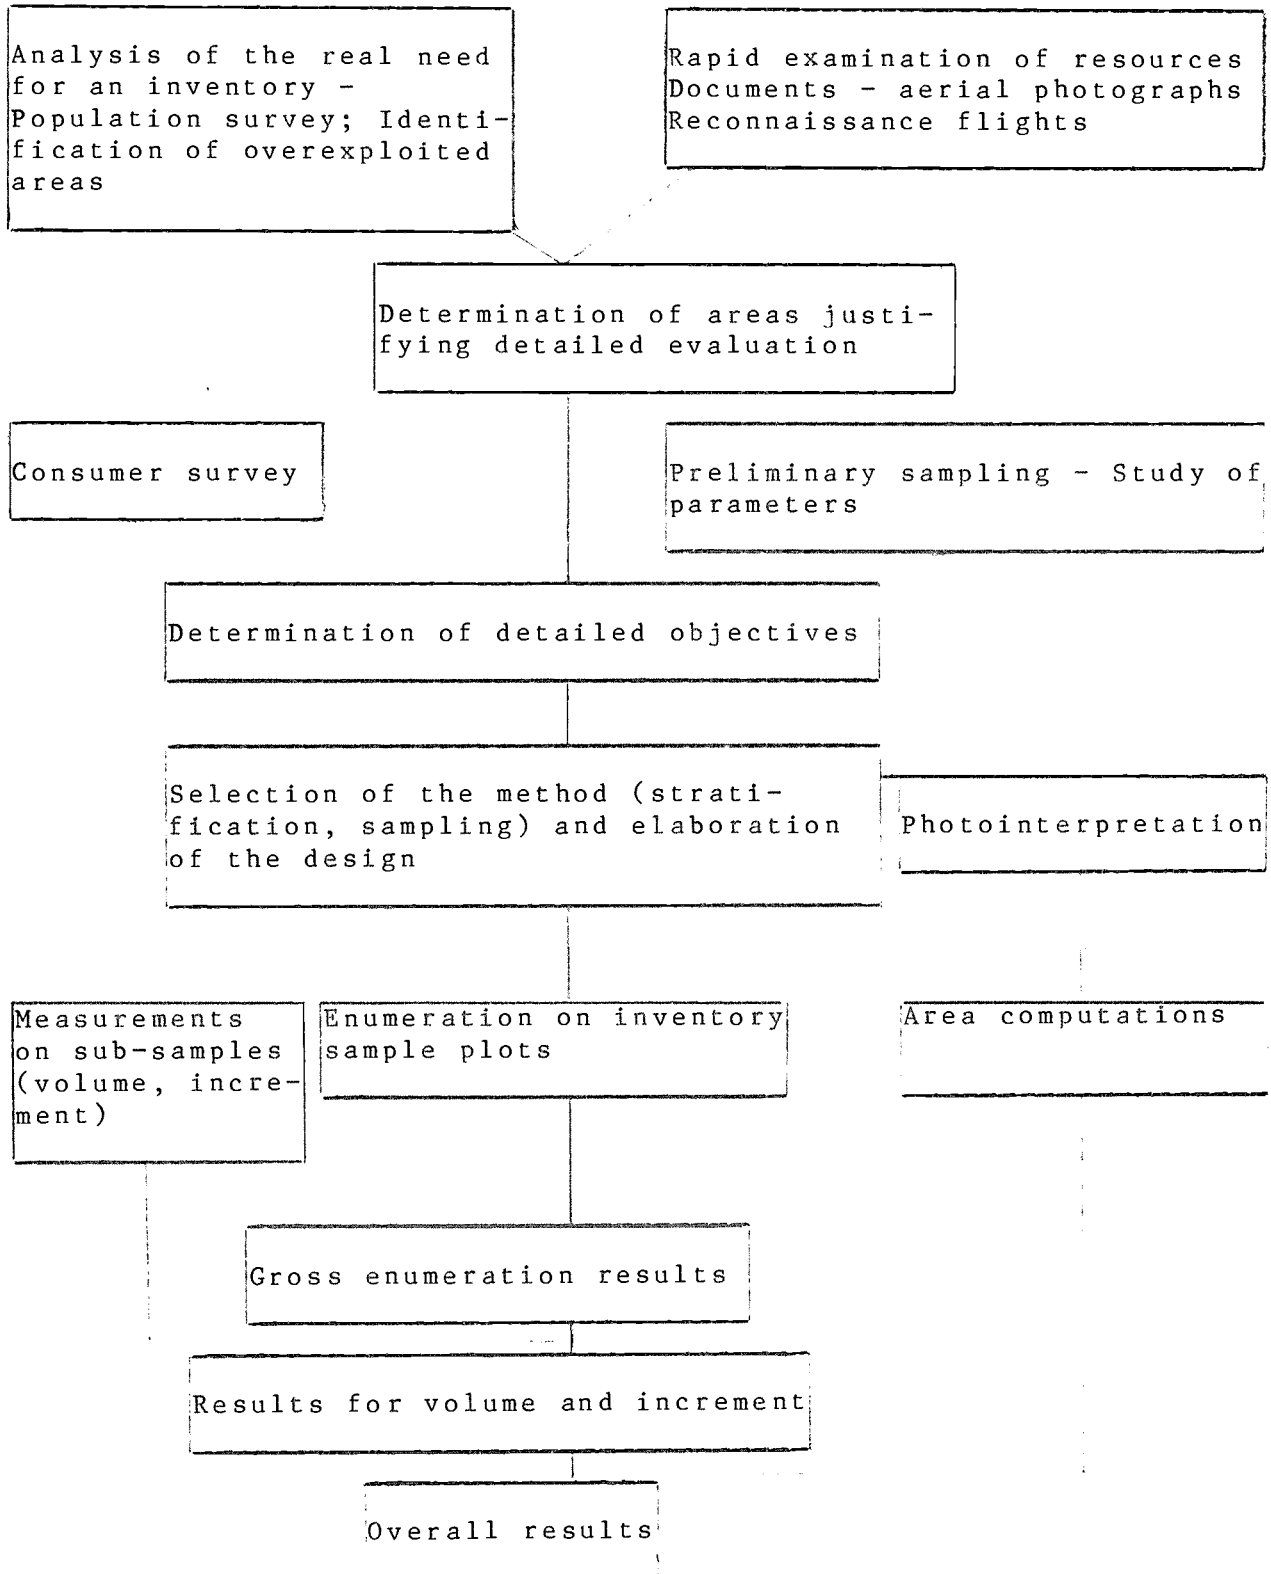 Analysis of the real need
for an inventory -
Population survey; Identi-
fication of overexploited
areas
Rapid examination of resources
Documents - aerial photographs
Reconnaissance flights
Determination of areas justi-
fying detailed evaluation
Consumer survey
Preliminary sampling - Study of
parameters
Determination of detailed objectives
Selection of the method (strati-
fication, sampling) and elaboration
of the design
Photointerpretation
Measurements
on sub-samples
(volume, incre-
ment)
Enumeration on inventory
sample plots
Area computations
Gross enumeration results
Results for volume and increment
Overall results